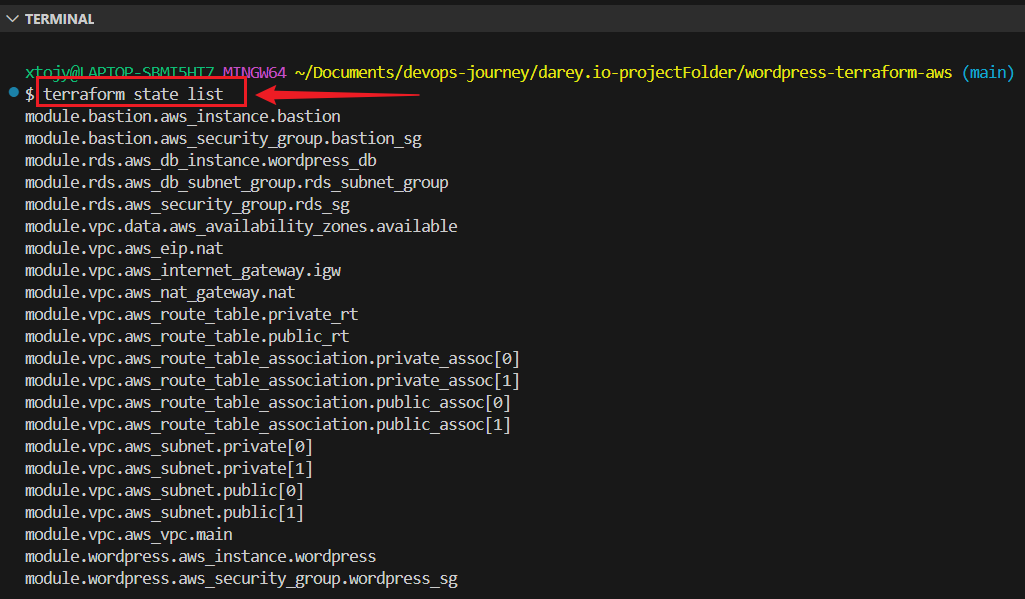 TERMINAL
xtojy@LAPTOP-SBMI5HIZ MINGW64 ~/Documents/devops-journey/darey.io-projectFolder/wordpress-terraform-aws (main)
$ terraform state list
module.bastion.aws_instance.bastion
module.bastion.aws_security_group.bastion_sg
module.rds.aws_db_instance.wordpress_db
module.rds.aws_db_subnet_group.rds_subnet_group
module.rds.aws_security_group.rds_sg
module.vpc.data.aws_availability_zones.available
module.vpc.aws_eip.nat
module.vpc.aws_internet_gateway.igw
module.vpc.aws_nat_gateway.nat
module.vpc.aws_route_table.private_rt
module.vpc.aws_route_table.public_rt
module.vpc.aws_route_table_association.private_assoc[0]
module.vpc.aws_route_table_association.private_assoc[1]
module.vpc.aws_route_table_association.public_assoc[0]
module.vpc.aws_route_table_association.public_assoc[1]
module.vpc.aws_subnet.private[0]
module.vpc.aws_subnet.private[1]
module.vpc.aws_subnet.public[0]
module.vpc.aws_subnet.public[1]
module.vpc.aws_vpc.main
module.wordpress.aws_instance.wordpress
module.wordpress.aws_security_group.wordpress_sg